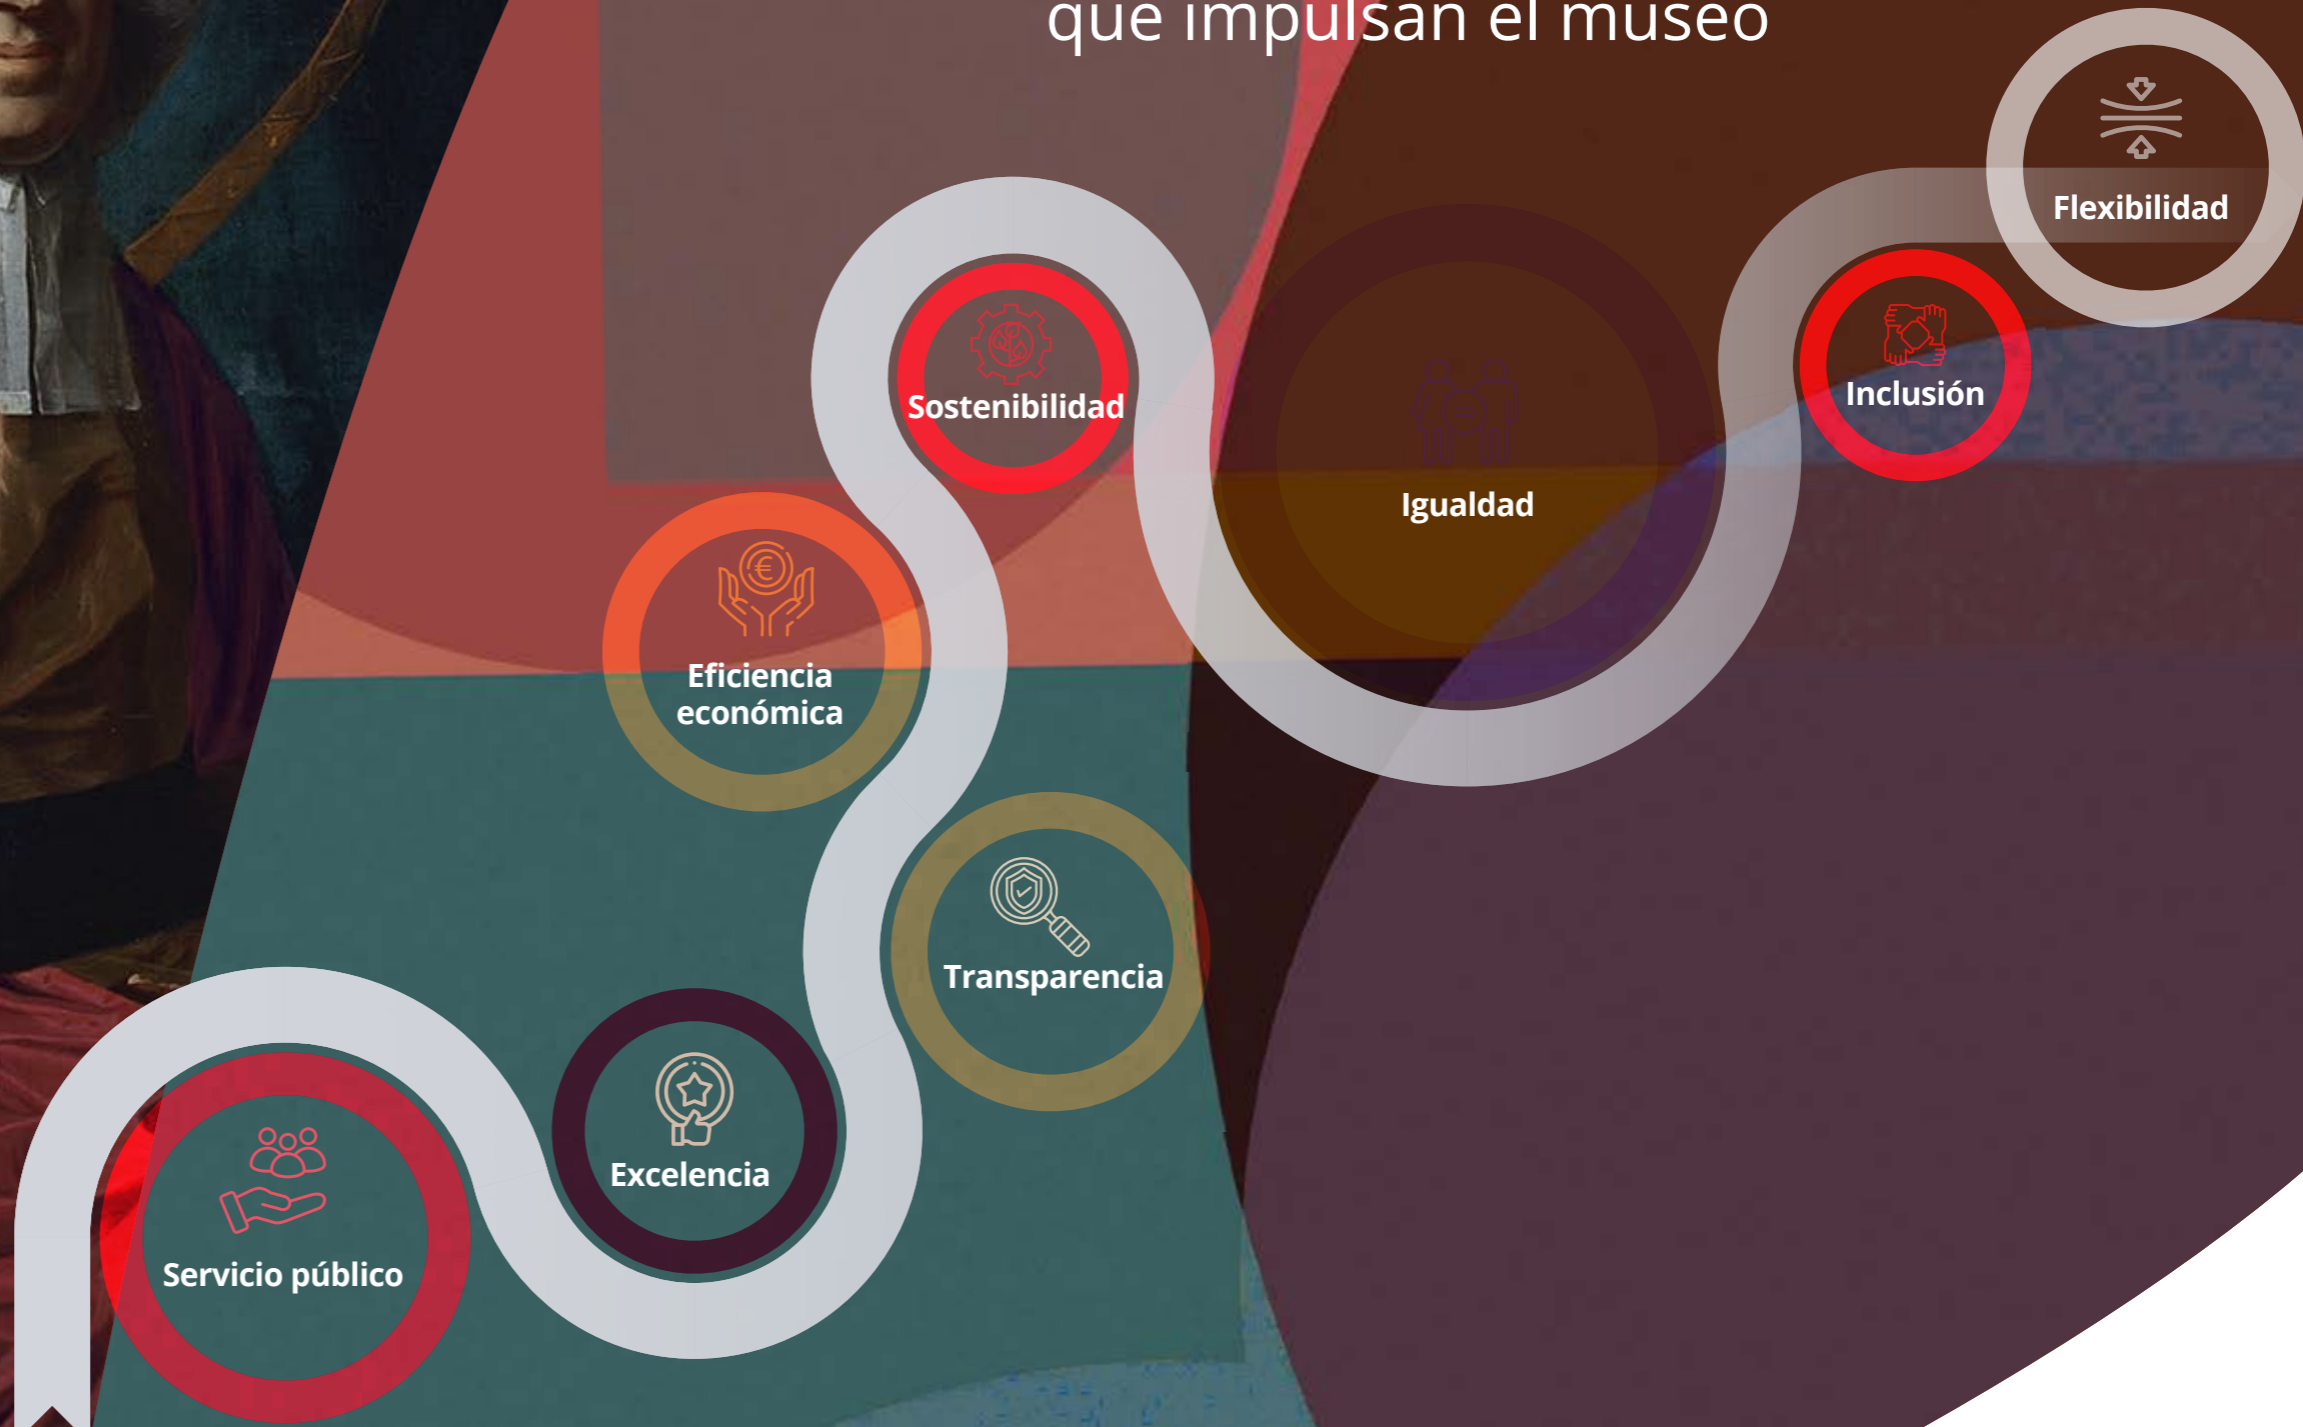 que impulsan el museo
Flexibilidad
Inclusión
Sostenibilidad
Igualdad
Eficiencia
económica
Transparencia
Excelencia
Servicio público